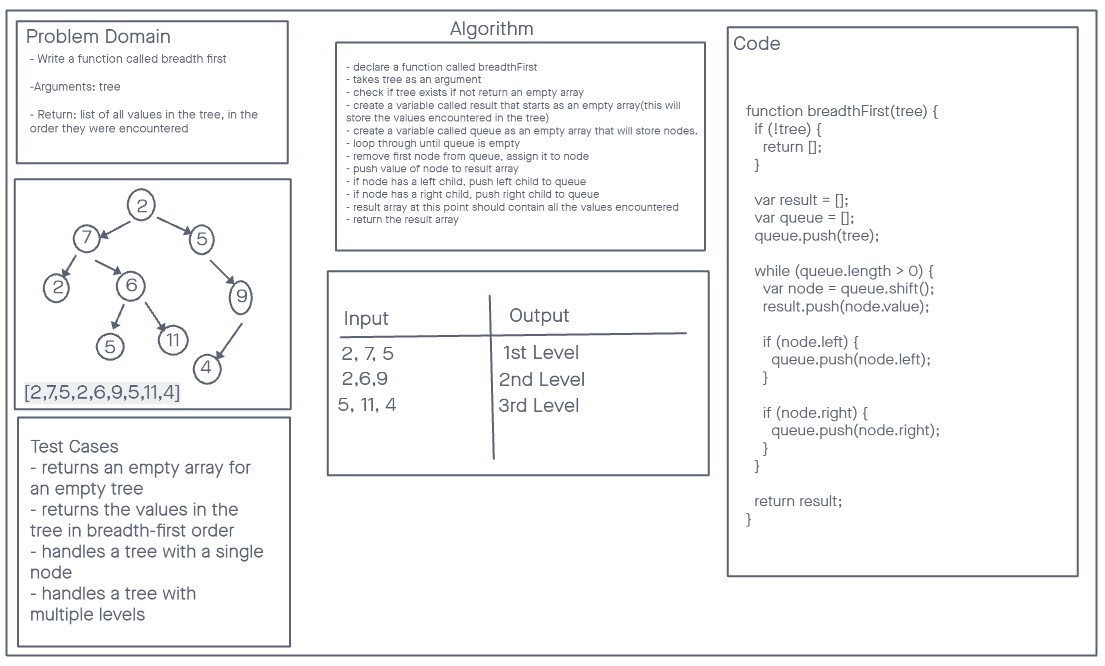 Problem Domain
- Write a function called breadth first
-Arguments: tree
- Return: list of all values in the tree, in the
order they were encountered
2
7
5
2
6
9
5
11
4
[2,7,5,2,6,9,5,11,4]
Test Cases
- returns an empty array for
an empty tree
- returns the values in the
tree in breadth-first order
- handles a tree with a single
node
- handles a tree with
multiple levels
Algorithm
- declare a function called breadthFirst
- takes tree as an argument
- check if tree exists if not return an empty array
- create a variable called result that starts as an empty array(this will
store the values encountered in the tree)
- create a variable called queue as an empty array that will store nodes.
- loop through until queue is empty
- remove first node from queue, assign it to node
- push value of node to result array
- if node has a left child, push left child to queue
- if node has a right child, push right child to queue
- result array at this point should contain all the values encountered
- return the result array
Input Output
2, 7, 5 1st Level
2,6,9 2nd Level
5, 11, 4 3rd Level
Code
function breadthFirst(tree) {
if (!tree) {
return [];
}
var result = [];
var queue = [];
queue.push(tree);
while (queue.length > 0) {
var node = queue.shift();
result.push(node.value);
if (node.left) {
queue.push(node.left);
}
if (node.right) {
queue.push(node.right);
}
}
return result;
}